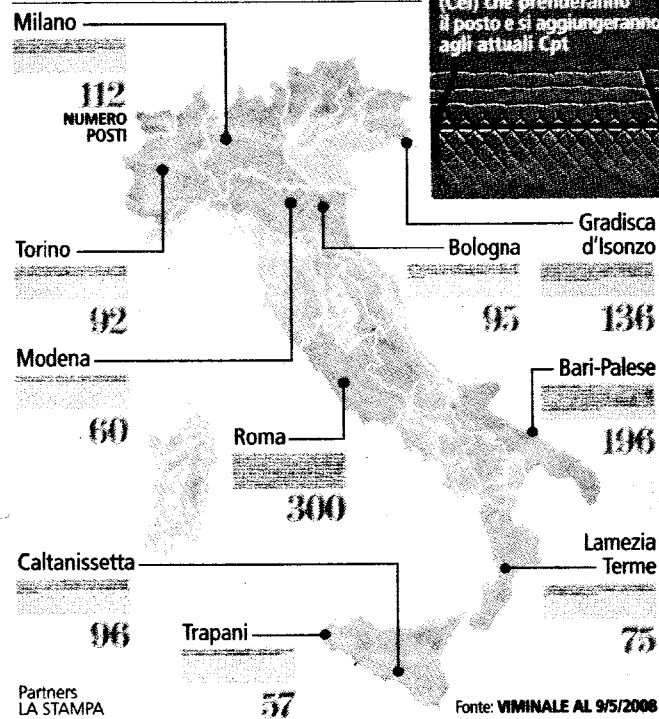 (Cei) che prenderanno
il posto e si aggiungeranno
agli attuali Cpt
Milano
112
NUMERO
POSTI
Gradisca
d'Isonzo
136
Torino
92
Bologna
95
Modena
60
Bari-Palese
196
Roma
300
Lamezia
Terme
75
Caltanissetta
96
Trapani
57
Partners
LA STAMPA
Fonte: VIMINALE AL 9/5/2008